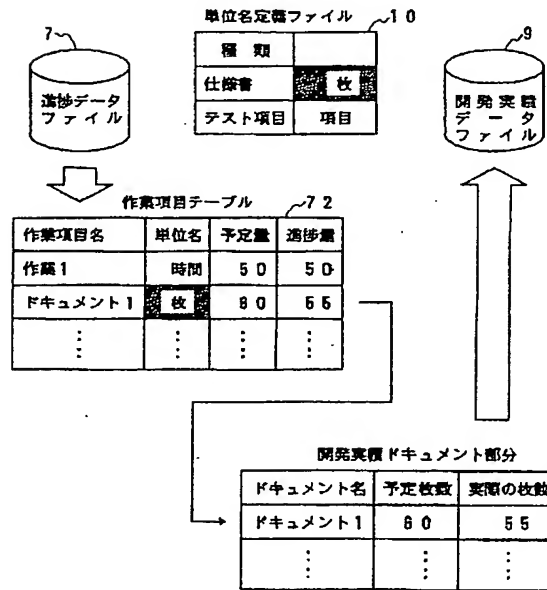 単位名定義ファイル
7
10
9
進捗データ
ファイル
種 類
仕様書 枚
テスト項目 項目
開発実績
データ
ファイル
作業項目テーブル
72
作業項目名 単位名 予定量 進捗量
作業1 時間 50 50
ドキュメント1 枚 60 55
開発実積ドキュメント部分
ドキュメント名 予定枚数 実際の枚数
ドキュメント1 60 55